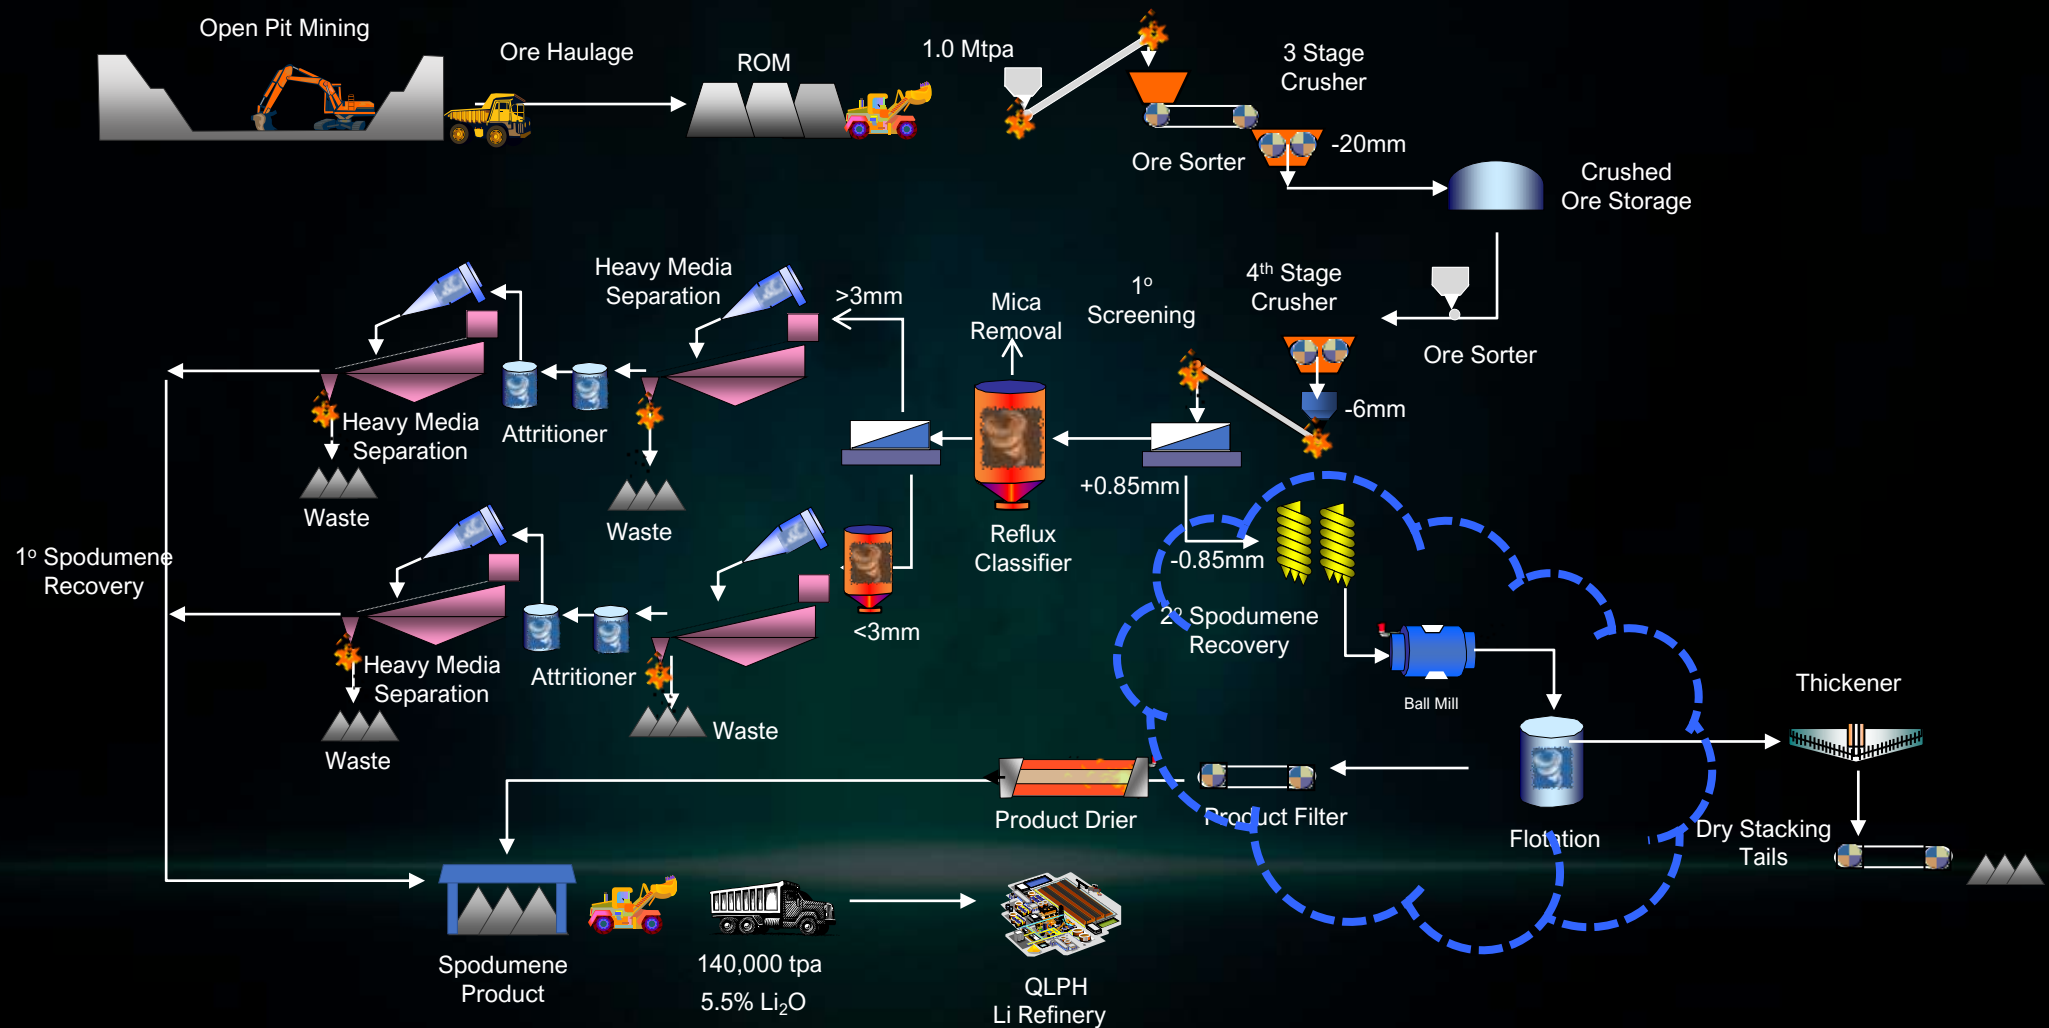 Open Pit Mining
Ore Haulage
ROM
1.0 Mtpa
3 Stage
Crusher
Ore Sorter
-20mm
Crushed
Ore Storage
Heavy Media
Separation
>3mm
Mica
Removal
1º
Screening
4th Stage
Crusher
Ore Sorter
-6mm
Heavy Media
Separation
Attritioner
Waste
Waste
+0.85mm
Reflux
Classifier
-0.85mm
1º Spodumene
Recovery
2º Spodumene
Recovery
<3mm
Heavy Media
Separation
Attritioner
Waste
Waste
Ball Mill
Thickener
Product Drier
Product Filter
Flotation
Dry Stacking
Tails
Spodumene
Product
140,000 tpa
5.5% Li₂O
QLPH
Li Refinery